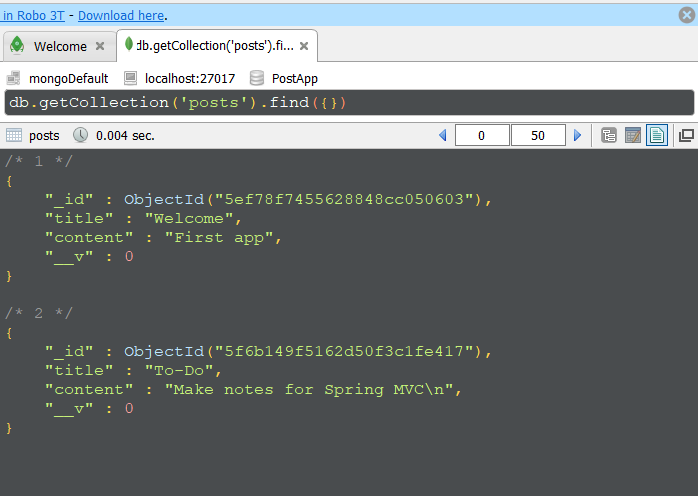 in Robo 3T - Download here.
Welcome
db.getCollection('posts').fi...
mongoDefault localhost:27017 PostApp
db.getCollection('posts').find({})
posts 0.004 sec. 0 50
/* 1 */
{
    "_id" : ObjectId("5ef78f7455628848cc050603"),
    "title" : "Welcome",
    "content" : "First app",
    "__v" : 0
}
/* 2 */
{
    "_id" : ObjectId("5f6b149f5162d50f3c1fe417"),
    "title" : "To-Do",
    "content" : "Make notes for Spring MVC\n",
    "__v" : 0
}